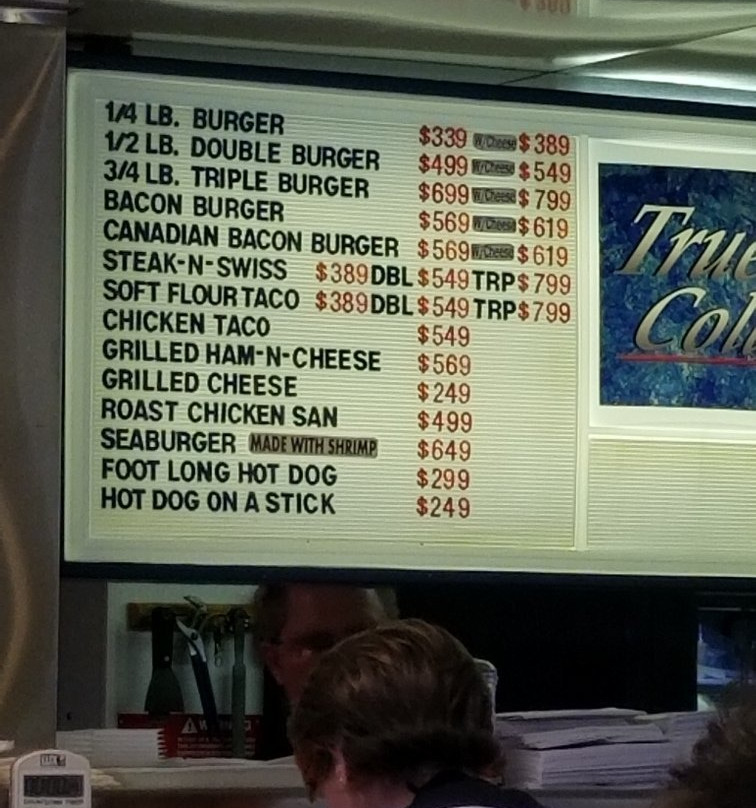 1/4 LB. BURGER $339 W/Cheese $389
1/2 LB. DOUBLE BURGER $499 W/Cheese $549
3/4 LB. TRIPLE BURGER $699 W/Cheese $799
BACON BURGER $569 W/Cheese $619
CANADIAN BACON BURGER $569 W/Cheese $619
STEAK-N-SWISS $389 DBL $549 TRP $799
SOFT FLOUR TACO $389 DBL $549 TRP $799
CHICKEN TACO $549
GRILLED HAM-N-CHEESE $569
GRILLED CHEESE $249
ROAST CHICKEN SAN $499
SEABURGER MADE WITH SHRIMP $649
FOOT LONG HOT DOG $299
HOT DOG ON A STICK $249
True